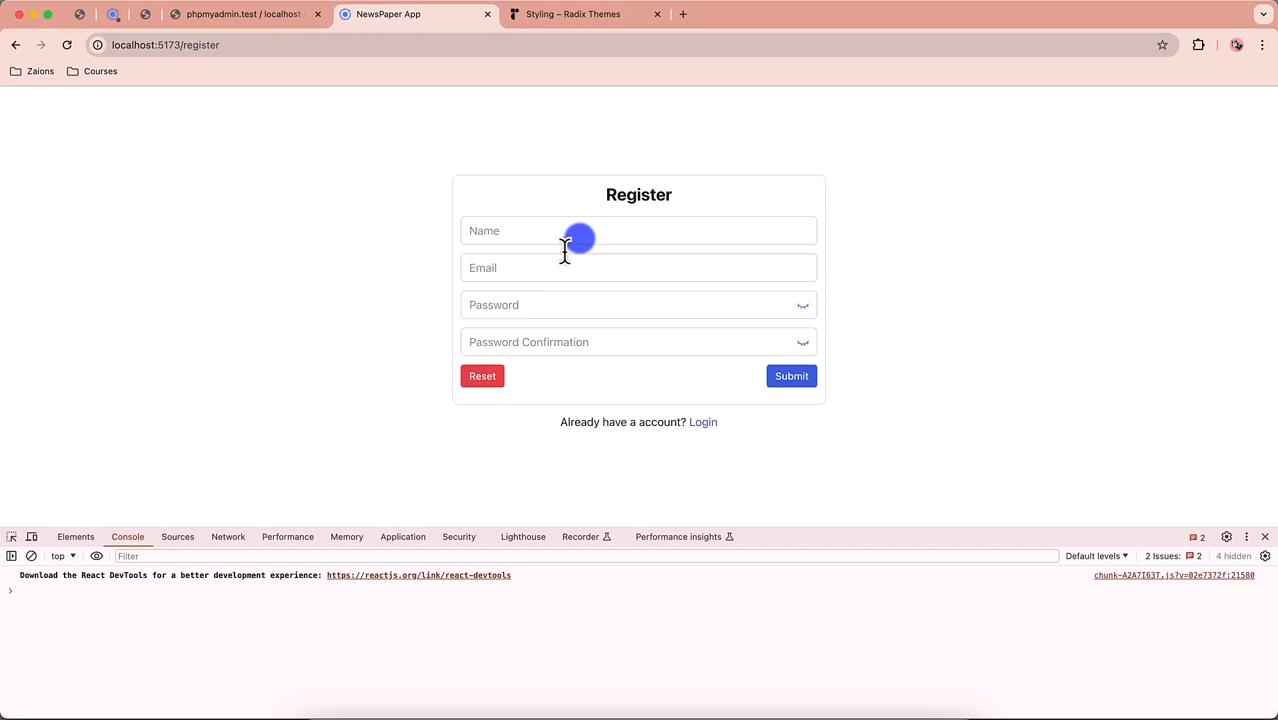 phpmyadmin.test / localhost
NewsPaper App
Styling – Radix Themes
localhost:5173/register
Zaions
Courses
Register
Name
Email
Password
Password Confirmation
Reset
Submit
Already have a account? Login
Elements
Console
Sources
Network
Performance
Memory
Application
Security
Lighthouse
Recorder
Performance insights
2
top
Filter
Default levels
2 Issues:
2
4 hidden
Download the React DevTools for a better development experience: https://reactjs.org/link/react-devtools
chunk-A2A7I63T.js?v=02e7372f:21580